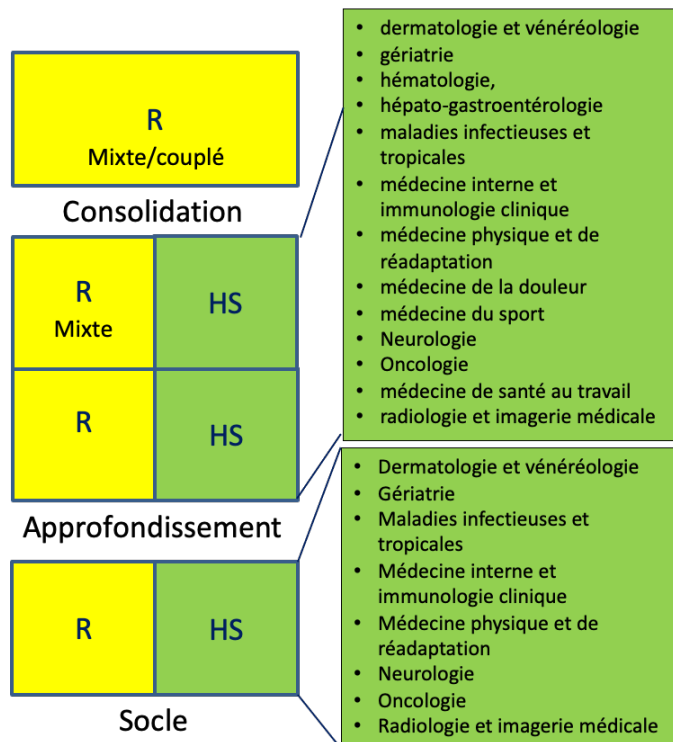 R
Mixte/couplé
Consolidation
R
Mixte
HS
R
HS
Approfondissement
R
HS
Socle
• dermatologie et vénéréologie
• gériatrie
• hématologie,
• hépato-gastroentérologie
• maladies infectieuses et
tropicales
• médecine interne et
immunologie clinique
• médecine physique et de
réadaptation
• médecine de la douleur
• médecine du sport
• Neurologie
• Oncologie
• médecine de santé au travail
• radiologie et imagerie médicale
• Dermatologie et vénéréologie
• Gériatrie
• Maladies infectieuses et
tropicales
• Médecine interne et
immunologie clinique
• Médecine physique et de
réadaptation
• Neurologie
• Oncologie
• Radiologie et imagerie médicale